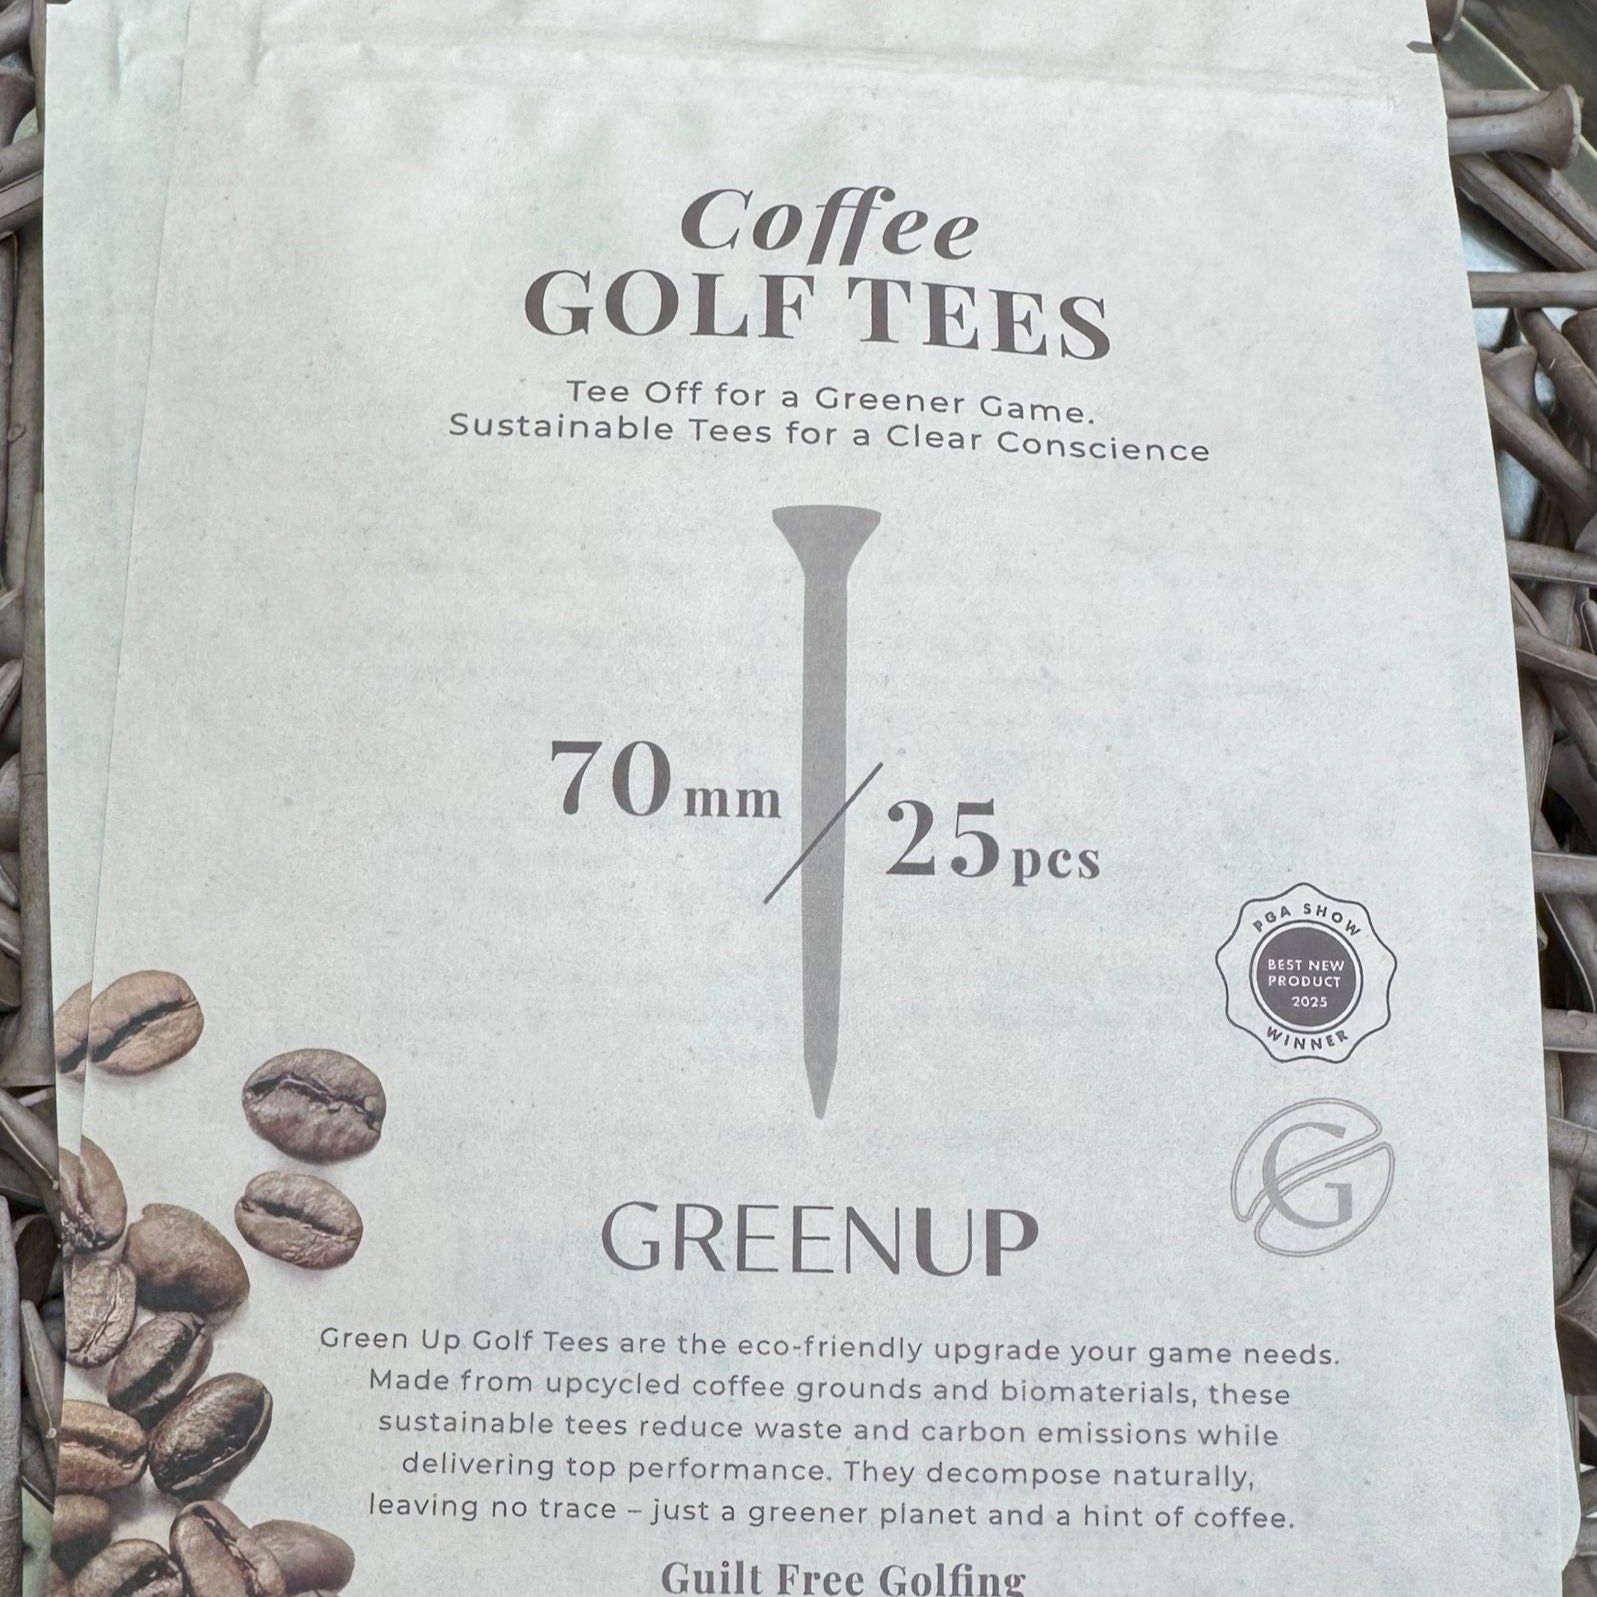 Coffee
GOLF TEES
Tee Off for a Greener Game.
Sustainable Tees for a Clear Conscience
70mm / 25pcs
PGA SHOW
BEST NEW
PRODUCT
2025
WINNER
G
GREENUP
Green Up Golf Tees are the eco-friendly upgrade your game needs.
Made from upcycled coffee grounds and biomaterials, these
sustainable tees reduce waste and carbon emissions while
delivering top performance. They decompose naturally,
leaving no trace – just a greener planet and a hint of coffee.
Guilt Free Golfing